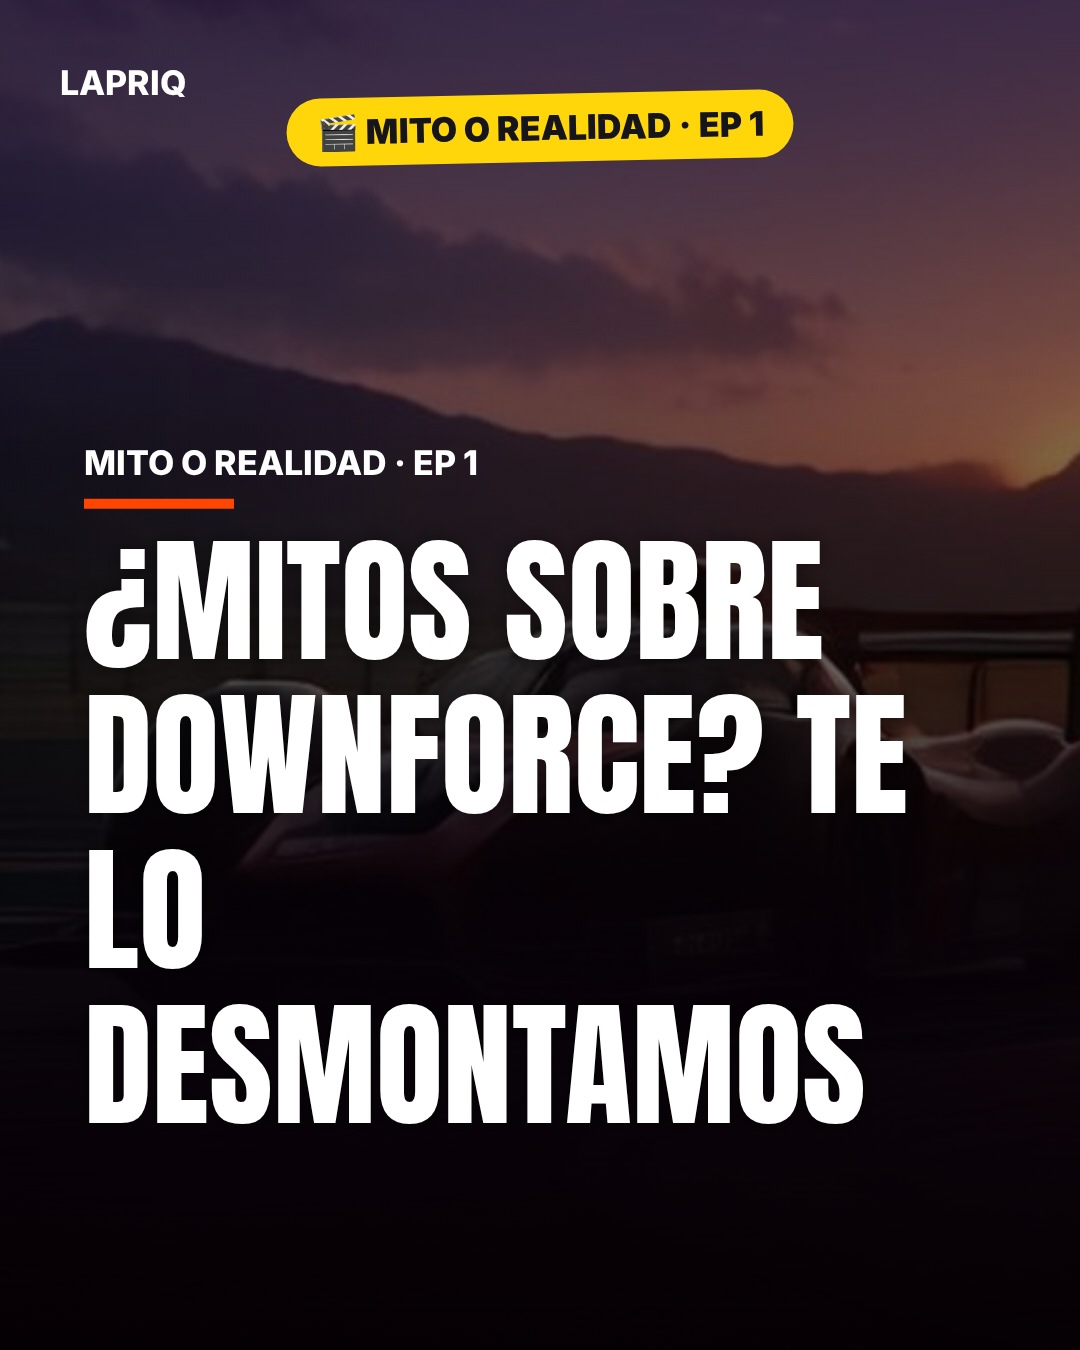 LAPRIQ
🎬 MITO O REALIDAD · EP 1
MITO O REALIDAD · EP 1
¿MITOS SOBRE
DOWNFORCE? TE
LO
DESMONTAMOS